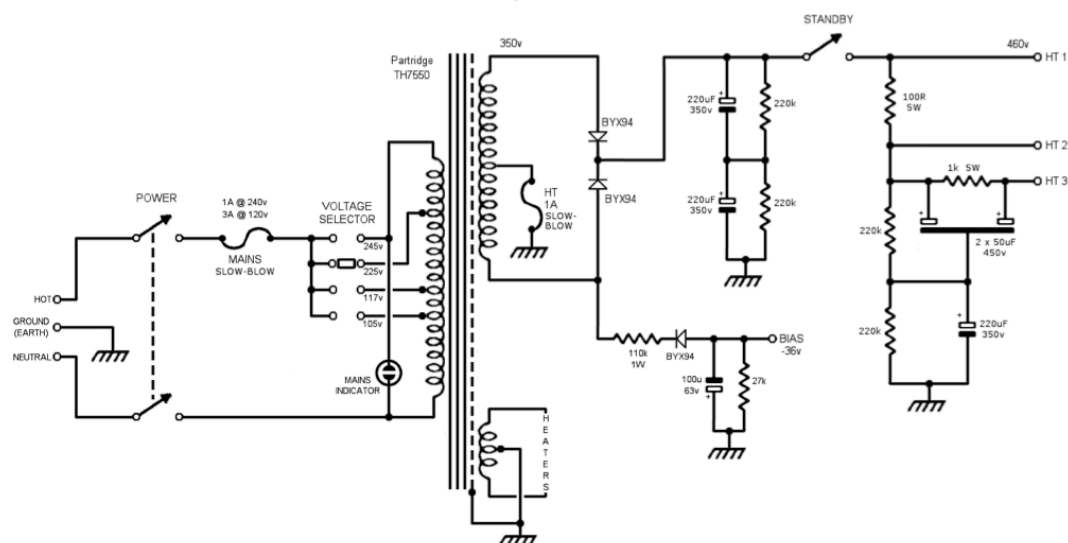 STANDBY
350v
460v
HT 1
Partridge
TH7550
100R
5W
220uF
350v
+
220k
BYX94
HT 2
1k 5W
HT 3
POWER
1A @ 240v
3A @ 120v
VOLTAGE
SELECTOR
HT
1A
SLOW-
BLOW
BYX94
220uF
350v
+
220k
+
+
2 x 50uF
450v
220k
245v
MAINS
SLOW-BLOW
225v
117v
105v
HOT
GROUND
(EARTH)
NEUTRAL
220k
+
220uF
350v
BIAS
-36v
110k
1W
BYX94
100u
63v
+
27k
MAINS
INDICATOR
HEATERS